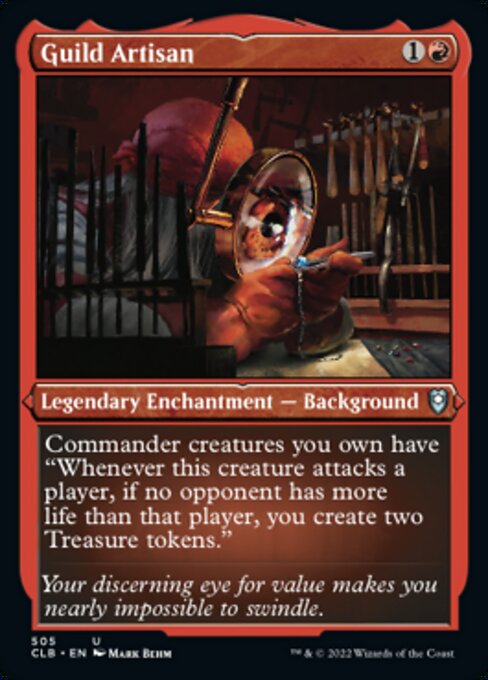 Guild Artisan 1
Legendary Enchantment — Background
Commander creatures you own have
“Whenever this creature attacks a
player, if no opponent has more
life than that player, you create two
Treasure tokens.”
Your discerning eye for value makes you
nearly impossible to swindle.
505 U
CLB • EN Mark Behm ™ & © 2022 Wizards of the Coast